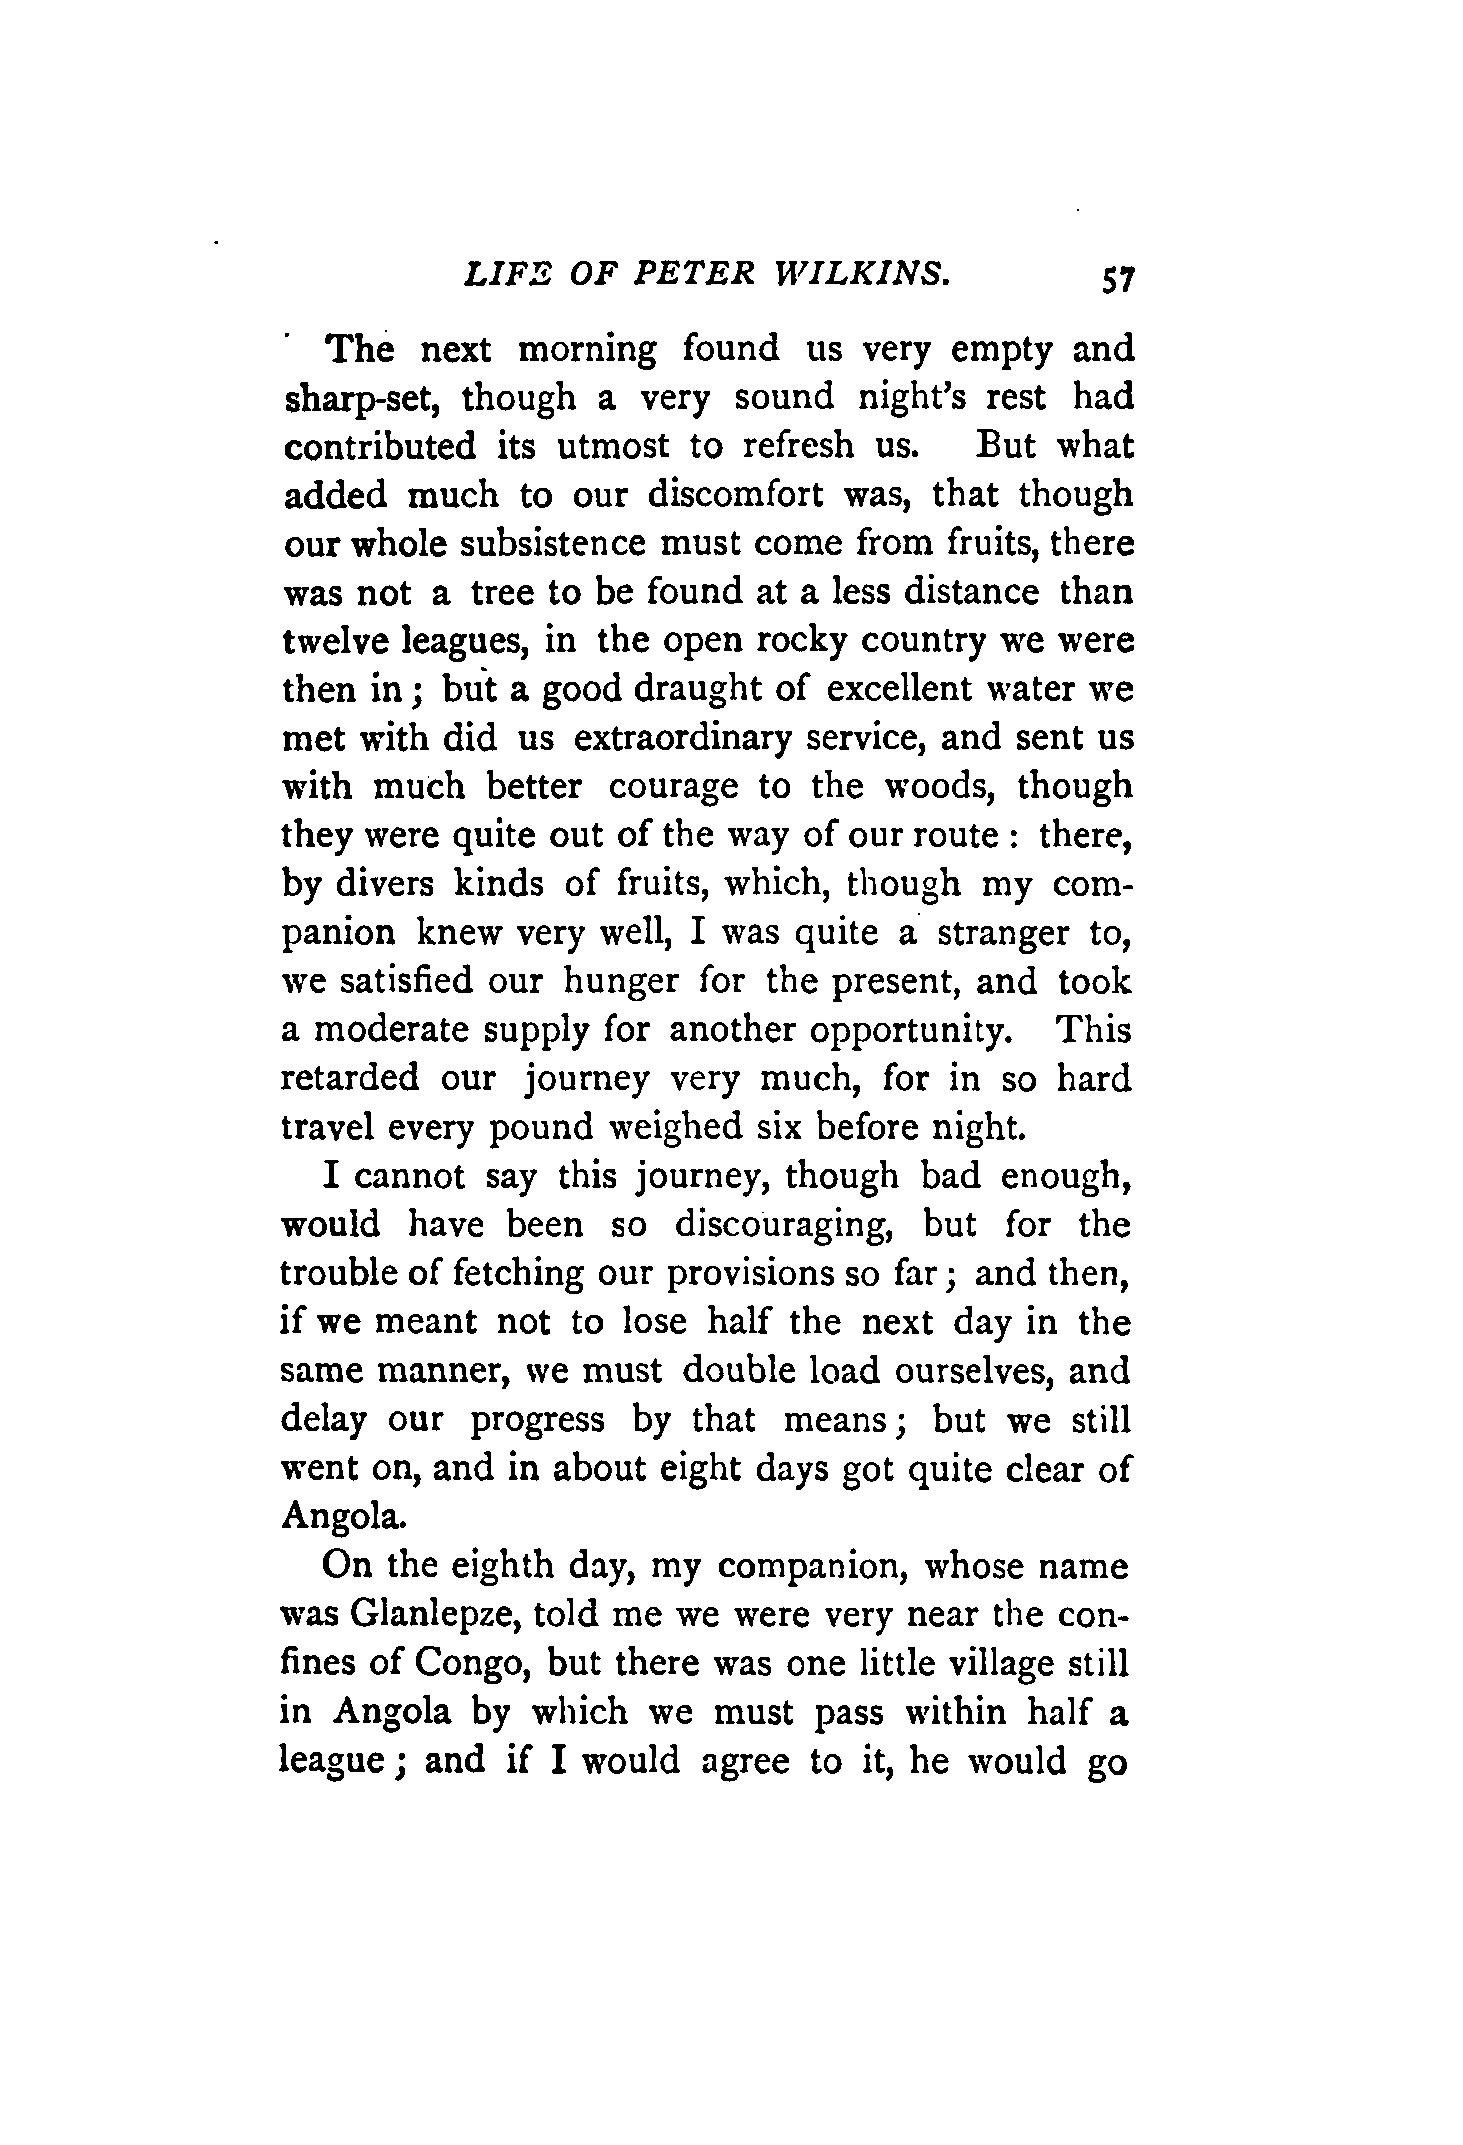 LIFE OF PETER WILKINS. 57
The next morning found us very empty and
sharp-set, though a very sound night's rest had
contributed its utmost to refresh us. But what
added much to our discomfort was, that though
our whole subsistence must come from fruits, there
was not a tree to be found at a less distance than
twelve leagues, in the open rocky country we were
then in ; but a good draught of excellent water we
met with did us extraordinary service, and sent us
with much better courage to the woods, though
they were quite out of the way of our route : there,
by divers kinds of fruits, which, though my com-
panion knew very well, I was quite a stranger to,
we satisfied our hunger for the present, and took
a moderate supply for another opportunity. This
retarded our journey very much, for in so hard
travel every pound weighed six before night.
I cannot say this journey, though bad enough,
would have been so discouraging, but for the
trouble of fetching our provisions so far ; and then,
if we meant not to lose half the next day in the
same manner, we must double load ourselves, and
delay our progress by that means ; but we still
went on, and in about eight days got quite clear of
Angola.
On the eighth day, my companion, whose name
was Glanlepze, told me we were very near the con-
fines of Congo, but there was one little village still
in Angola by which we must pass within half a
league ; and if I would agree to it, he would go